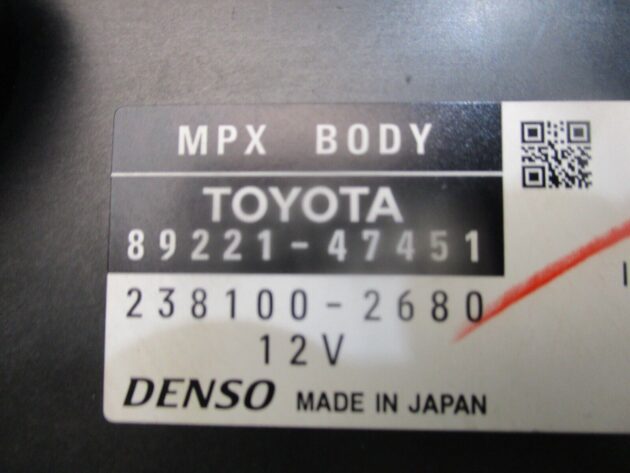 MPX BODY
TOYOTA
89221-47451
238100-2680
12V
DENSO MADE IN JAPAN